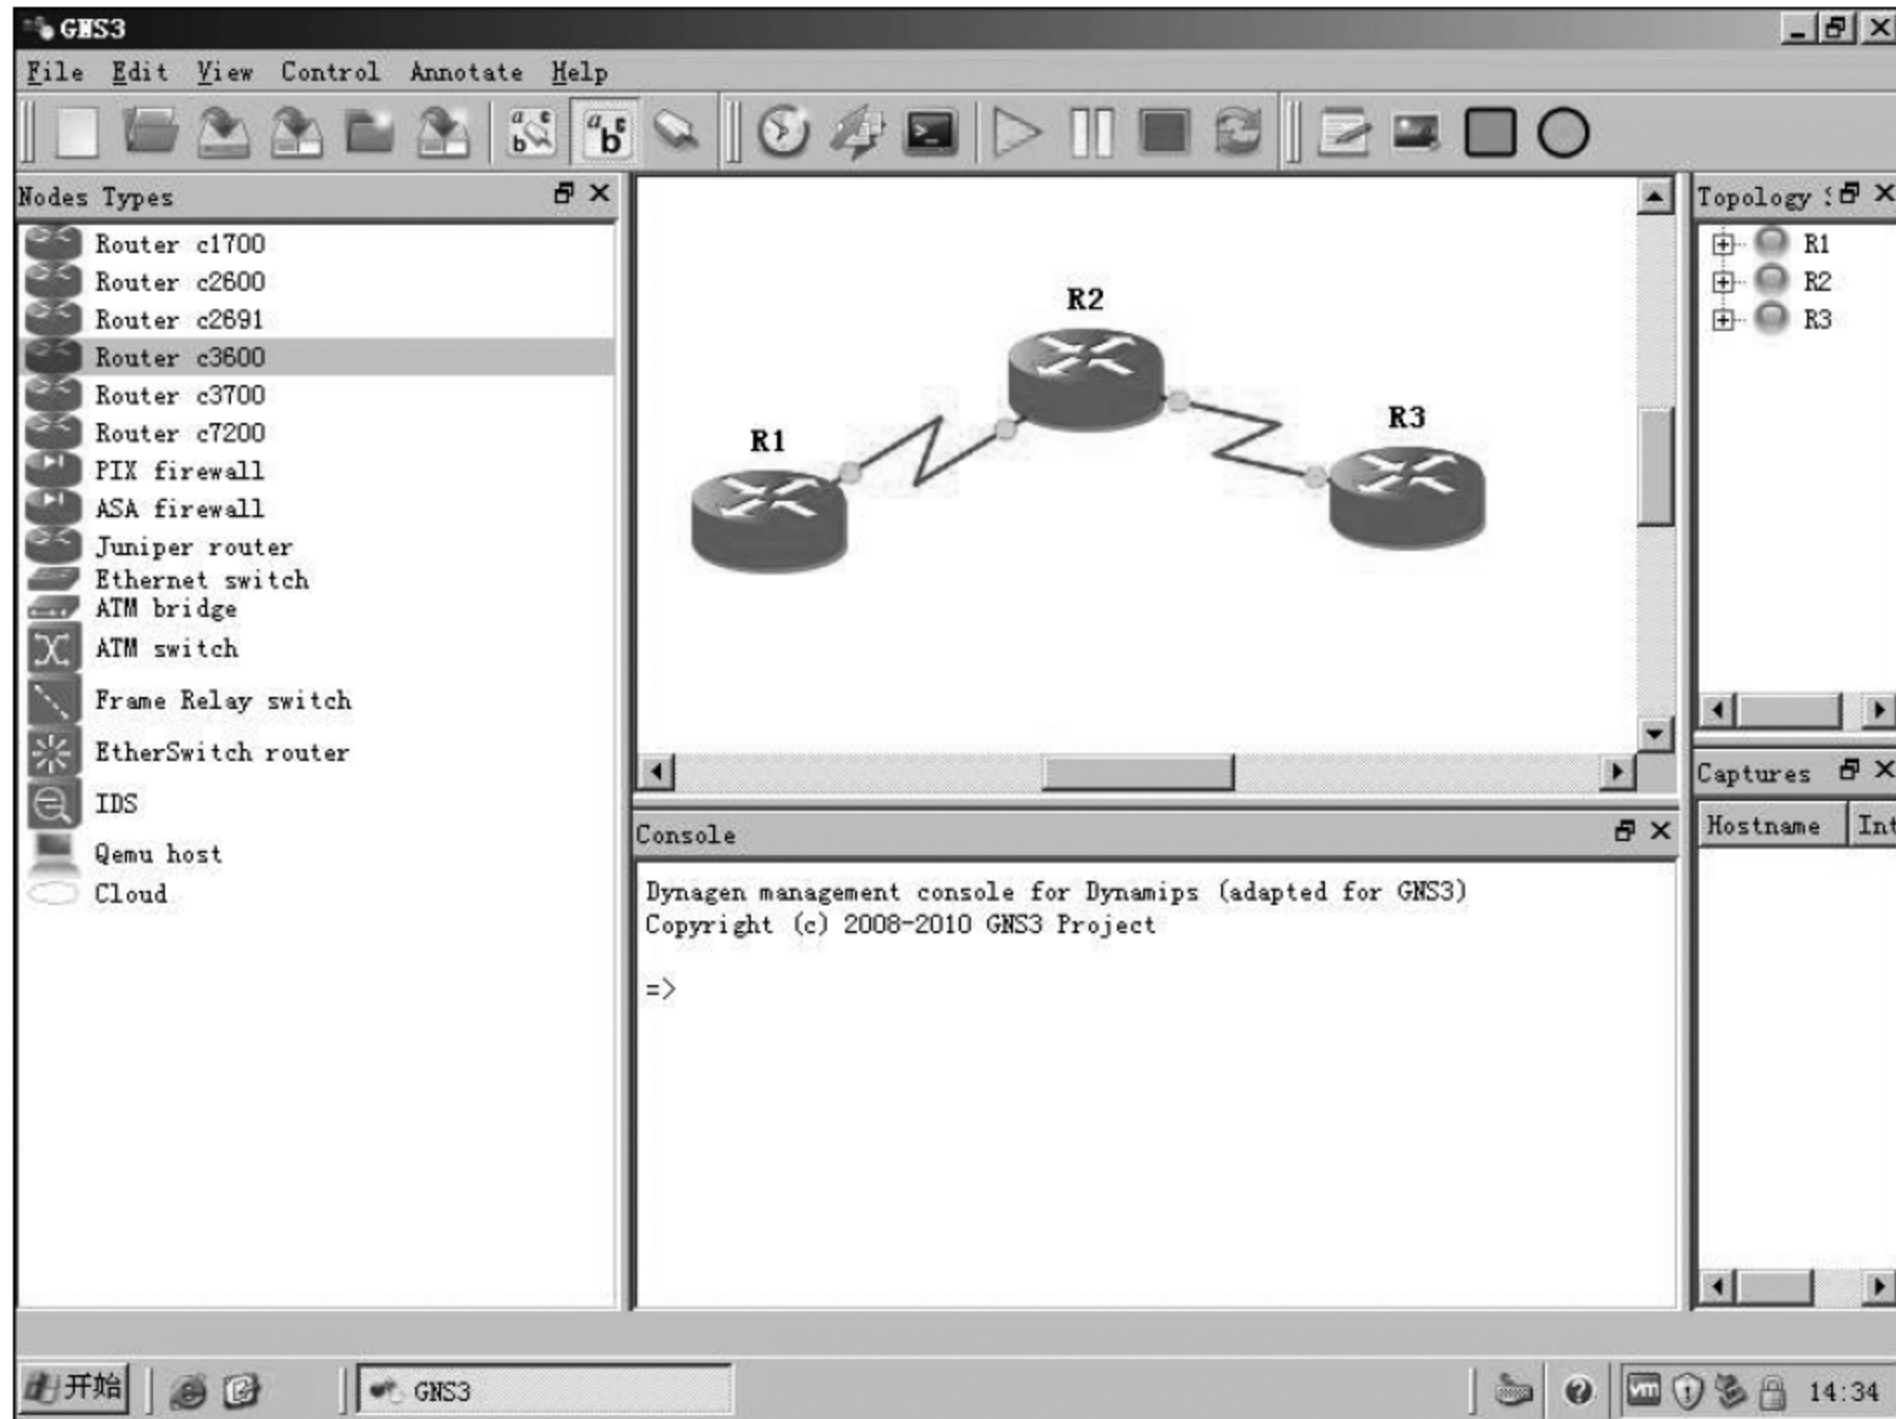 GNS3
File Edit View Control Annotate Help
Nodes Types
Router c1700
Router c2600
Router c2691
Router c3600
Router c3700
Router c7200
PIX firewall
ASA firewall
Juniper router
Ethernet switch
ATM bridge
ATM switch
Frame Relay switch
EtherSwitch router
IDS
Qemu host
Cloud
R1
R2
R3
Console
Dynagen management console for Dynamips (adapted for GNS3)
Copyright (c) 2008-2010 GNS3 Project
=>
Topology
R1
R2
R3
Captures
Hostname Int
开始
GNS3
14:34